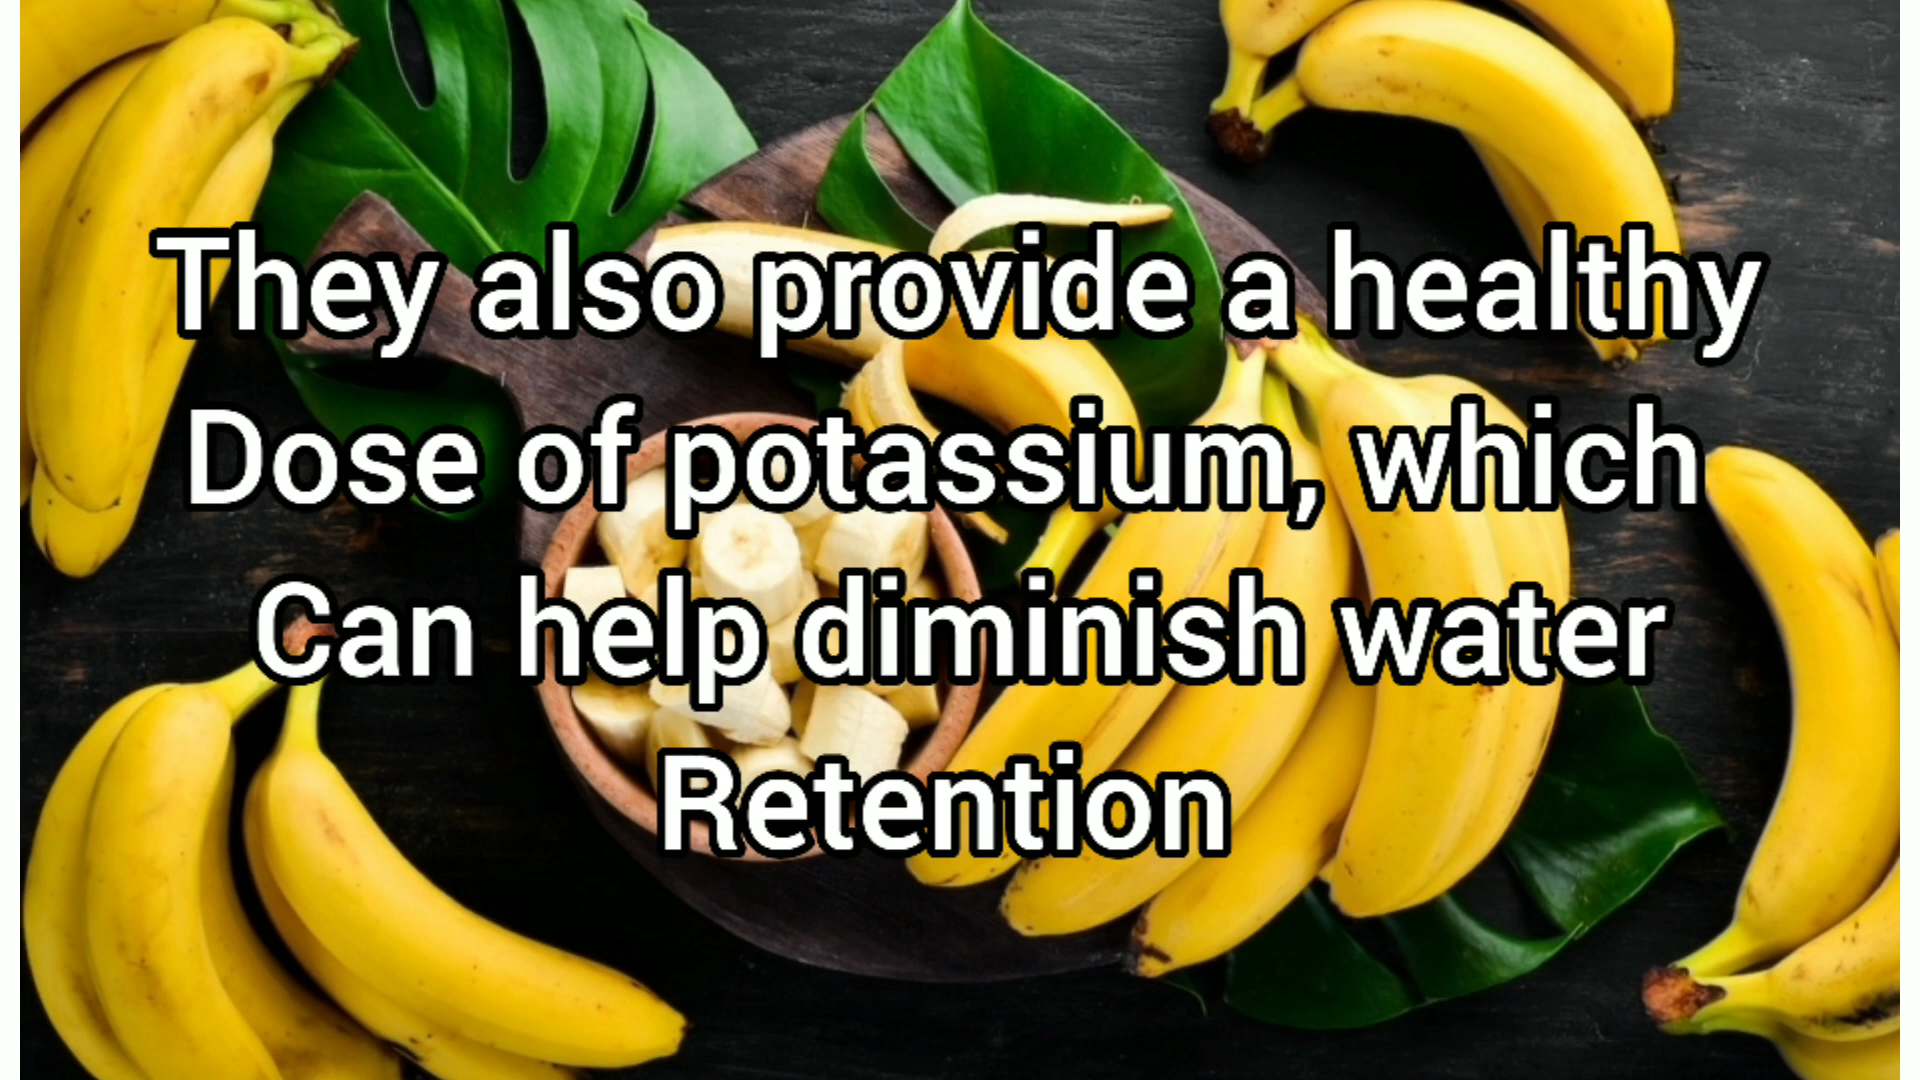 They also provide a healthy
Dose of potassium, which
Can help diminish water
Retention